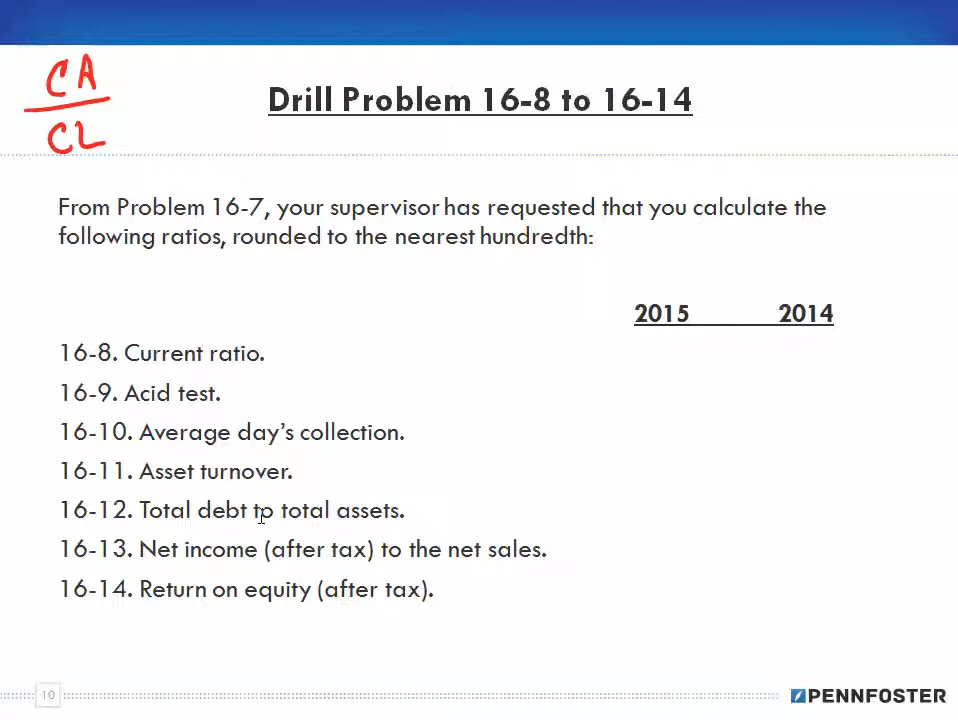 CA
CL
Drill Problem 16-8 to 16-14
From Problem 16-7, your supervisor has requested that you calculate the
following ratios, rounded to the nearest hundredth:
2015 2014
16-8. Current ratio.
16-9. Acid test.
16-10. Average day's collection.
16-11. Asset turnover.
16-12. Total debt to total assets.
16-13. Net income (after tax) to the net sales.
16-14. Return on equity (after tax).
10
PENNFOSTER